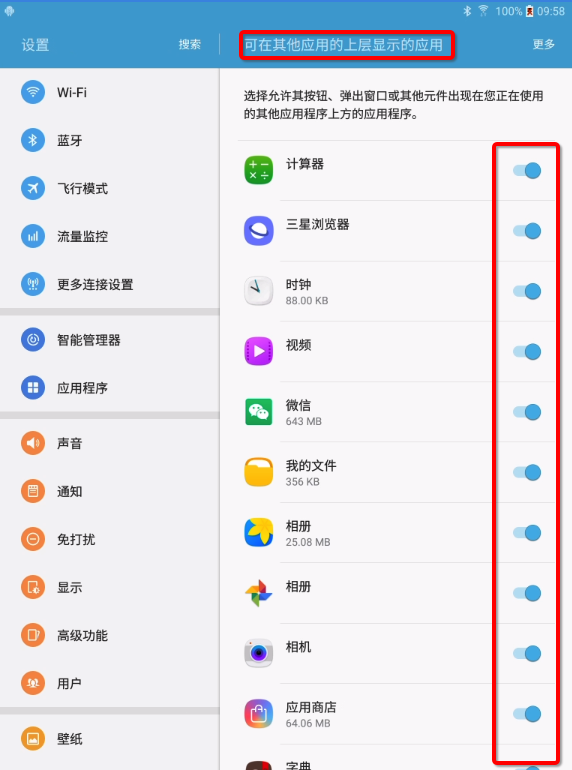 100% 09:58
设置
搜索
可在其他应用的上层显示的应用
更多
Wi-Fi
蓝牙
飞行模式
流量监控
更多连接设置
智能管理器
应用程序
声音
通知
免打扰
显示
高级功能
用户
壁纸
选择允许其按钮、弹出窗口或其他元件出现在您正在使用
的其他应用程序上方的应用程序。
计算器
三星浏览器
时钟
88.00 KB
视频
微信
643 MB
我的文件
356 KB
相册
25.08 MB
相册
相机
应用商店
64.06 MB
字典